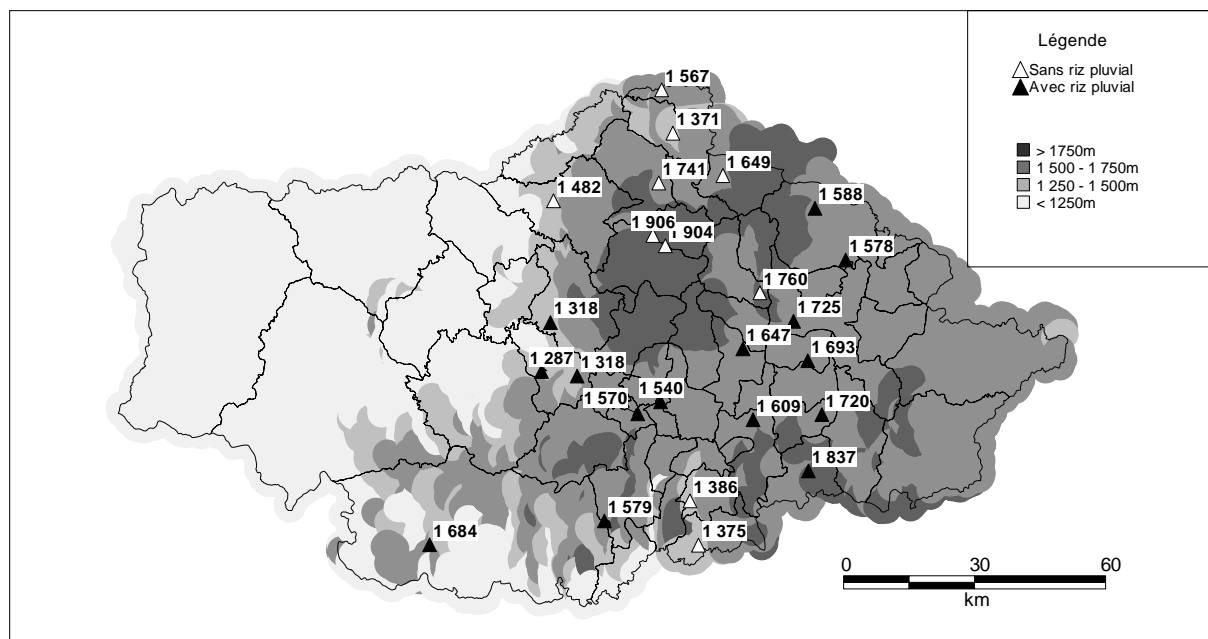 Légende
Sans riz pluvial
Avec riz pluvial
> 1750m
1 500 - 1 750m
1 250 - 1 500m
< 1250m
1 567
1 371
1 741
1 649
1 482
1 588
1 906
1 904
1 578
1 760
1 318
1 725
1 647
1 693
1 287
1 318
1 540
1 570
1 609
1 720
1 837
1 386
1 579
1 684
1 375
0 30 60
km